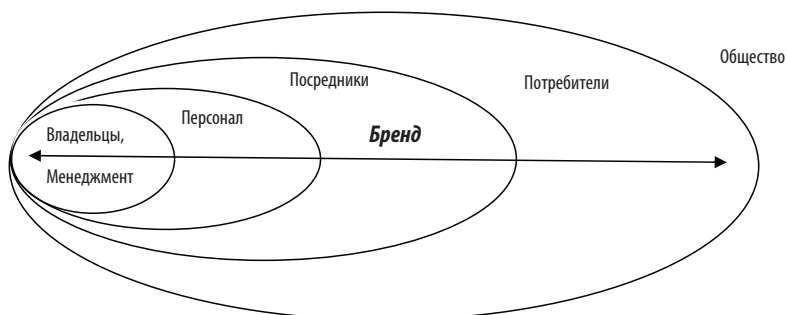 Общество
Посредники
Потребители
Персонал
Бренд
Владельцы,
Менеджмент